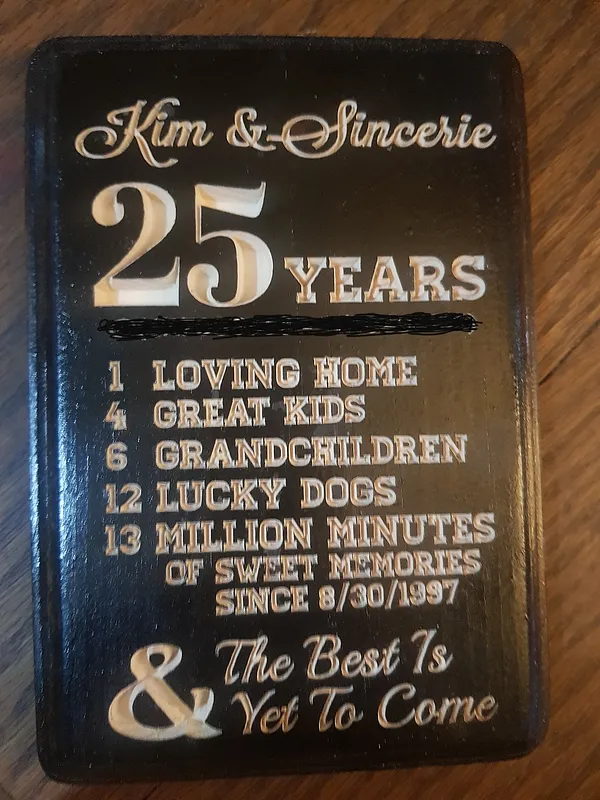 Kim & Sincerie
25 YEARS
1 LOVING HOME
4 GREAT KIDS
6 GRANDCHILDREN
12 LUCKY DOGS
13 MILLION MINUTES
OF SWEET MEMORIES
SINCE 8/30/1997
& The Best Is
Yet To Come